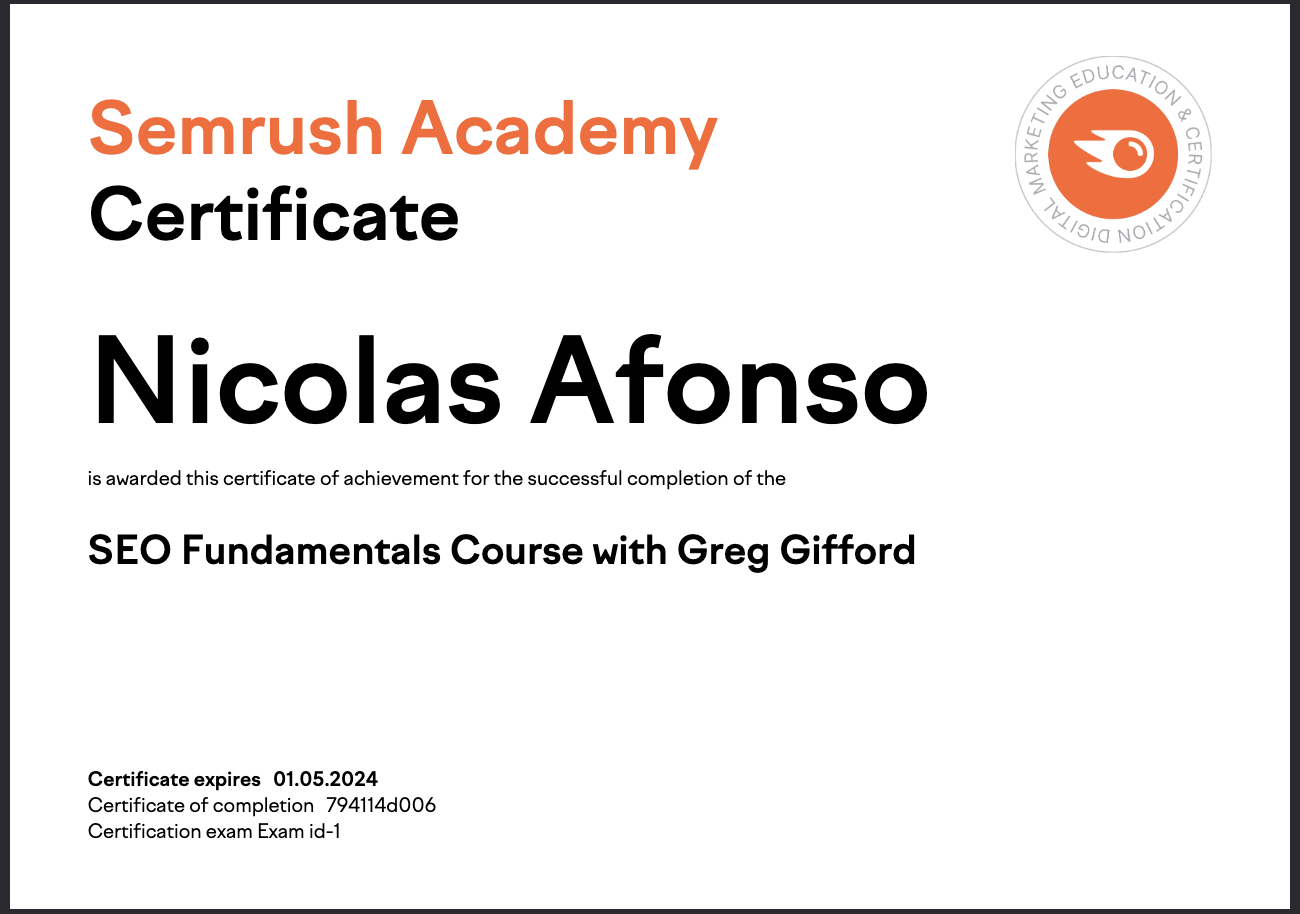 Semrush Academy
Certificate
DIGITAL MARKETING EDUCATION & CERTIFICATION
Nicolas Afonso
is awarded this certificate of achievement for the successful completion of the
SEO Fundamentals Course with Greg Gifford
Certificate expires 01.05.2024
Certificate of completion 794114d006
Certification exam Exam id-1